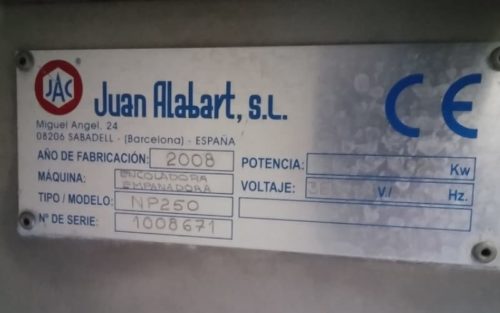 JAC
Juan Alabart, S.L.
CE
Miguel Angel, 24
08206 SABADELL - (Barcelona) - ESPAÑA
AÑO DE FABRICACIÓN: 2008
MÁQUINA: ENCOLADORA
EMPANADORA
TIPO / MODELO: NP250
Nº DE SERIE: 1008671
POTENCIA: Kw
VOLTAJE: V./ Hz.